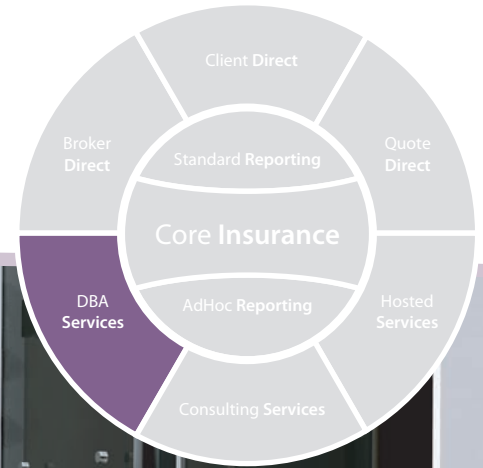 Client Direct
Broker
Direct
Quote
Direct
Standard Reporting
Core Insurance
DBA
Services
AdHoc Reporting
Hosted
Services
Consulting Services